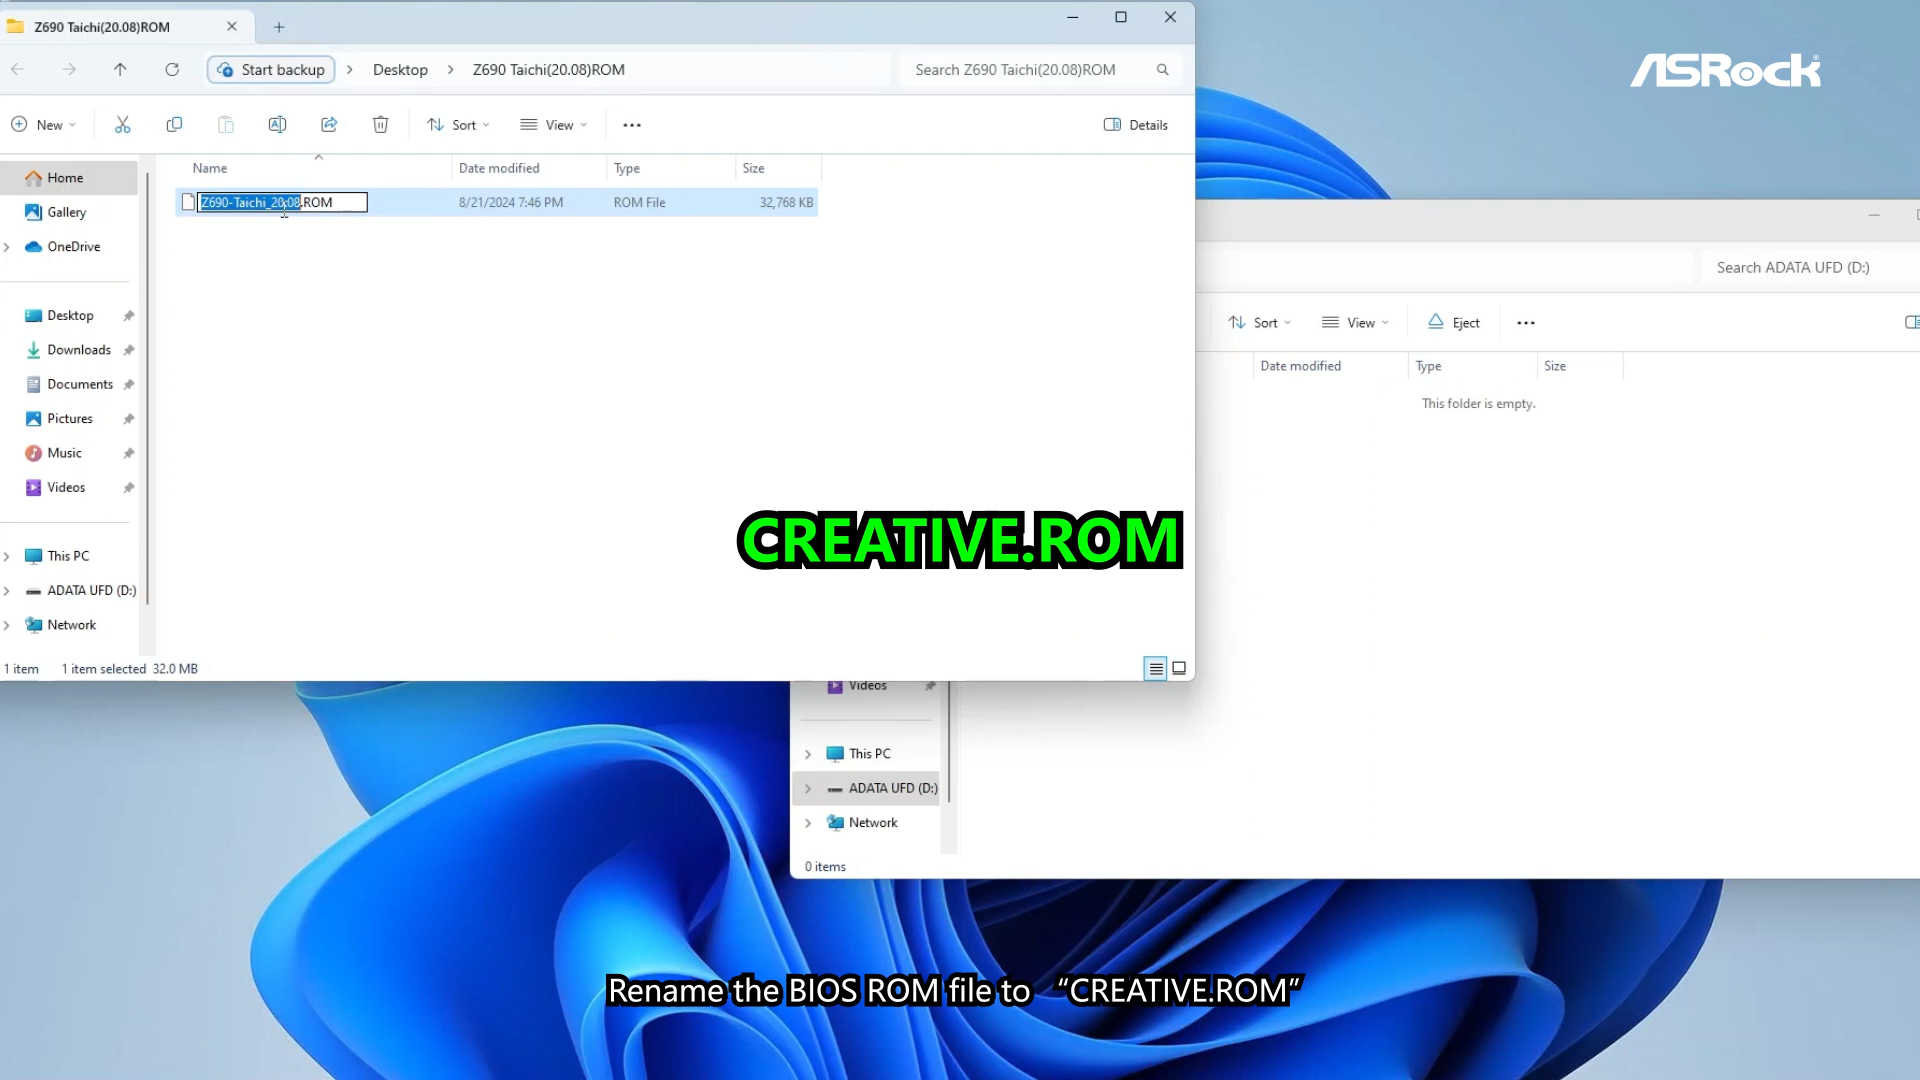 Z690 Taichi(20.08)ROM
ASRock
Start backup
Desktop
Z690 Taichi(20.08)ROM
Search Z690 Taichi(20.08)ROM
New
Sort
View
Details
Name
Date modified
Type
Size
Z690-Taichi_20.08.ROM
8/21/2024 7:46 PM
ROM File
32,768 KB
Home
Gallery
OneDrive
Desktop
Downloads
Documents
Pictures
Music
Videos
This PC
ADATA UFD (D:)
Network
1 item
1 item selected 32.0 MB
Search ADATA UFD (D:)
Sort
View
Eject
Date modified
Type
Size
This folder is empty.
CREATIVE.ROM
Videos
This PC
ADATA UFD (D:)
Network
0 items
Rename the BIOS ROM file to “CREATIVE.ROM”